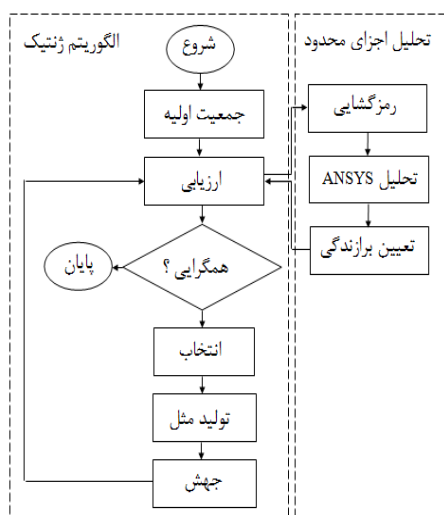 تحلیل اجزای محدود
الگوریتم ژنتیک
شروع
جمعیت اولیه
ارزیابی
همگرایی ؟
پایان
انتخاب
تولید مثل
جهش
رمزگشایی
تحلیل ANSYS
تعیین برازندگی